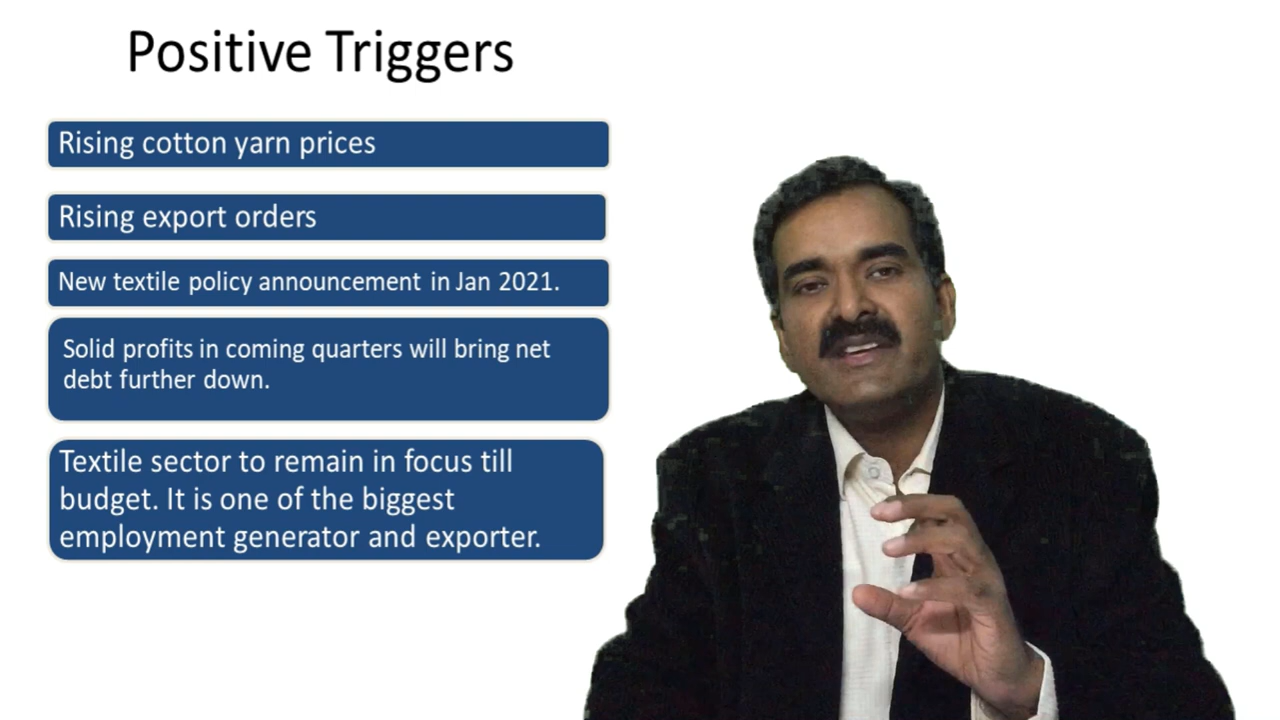 Positive Triggers
Rising cotton yarn prices
Rising export orders
New textile policy announcement in Jan 2021.
Solid profits in coming quarters will bring net
debt further down.
Textile sector to remain in focus till
budget. It is one of the biggest
employment generator and exporter.